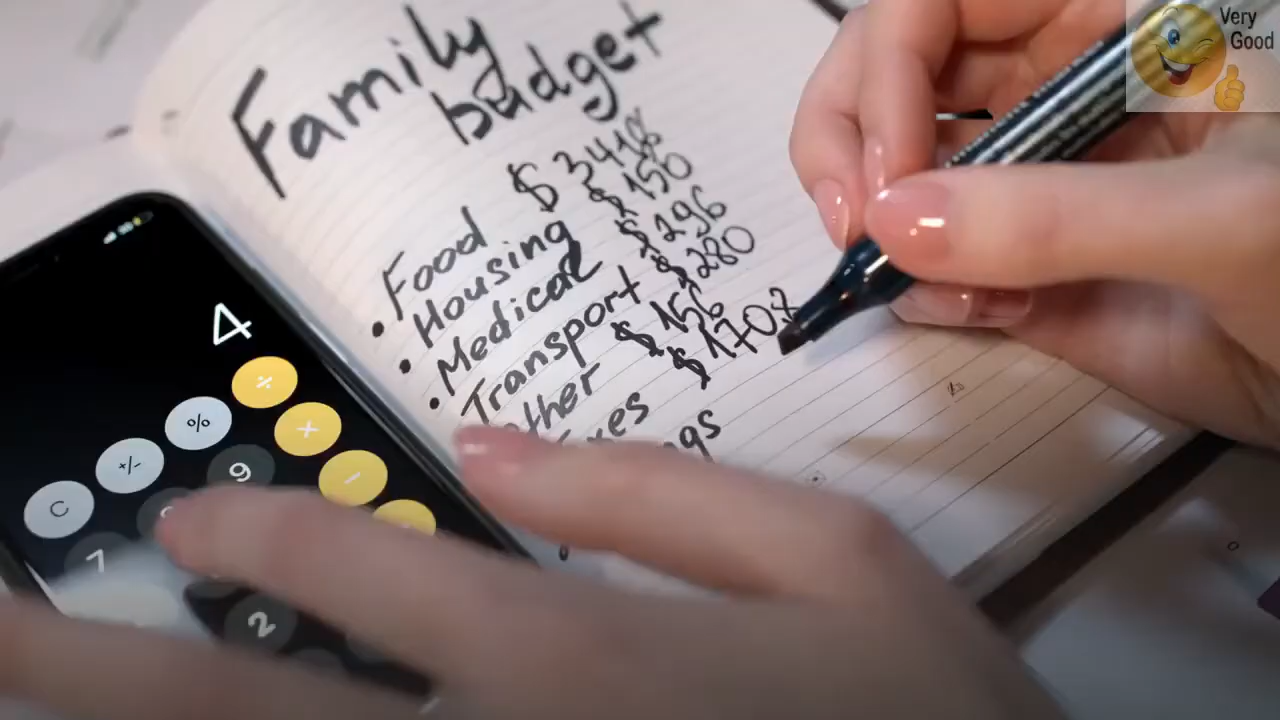 Very
Good
Family
budget
• Food $ 3418
• Housing $ 150
• Medical $ 296
Transport $ 280
other $ 156
$ 1708
4
%
÷
+/-
×
C
9
−
7
2